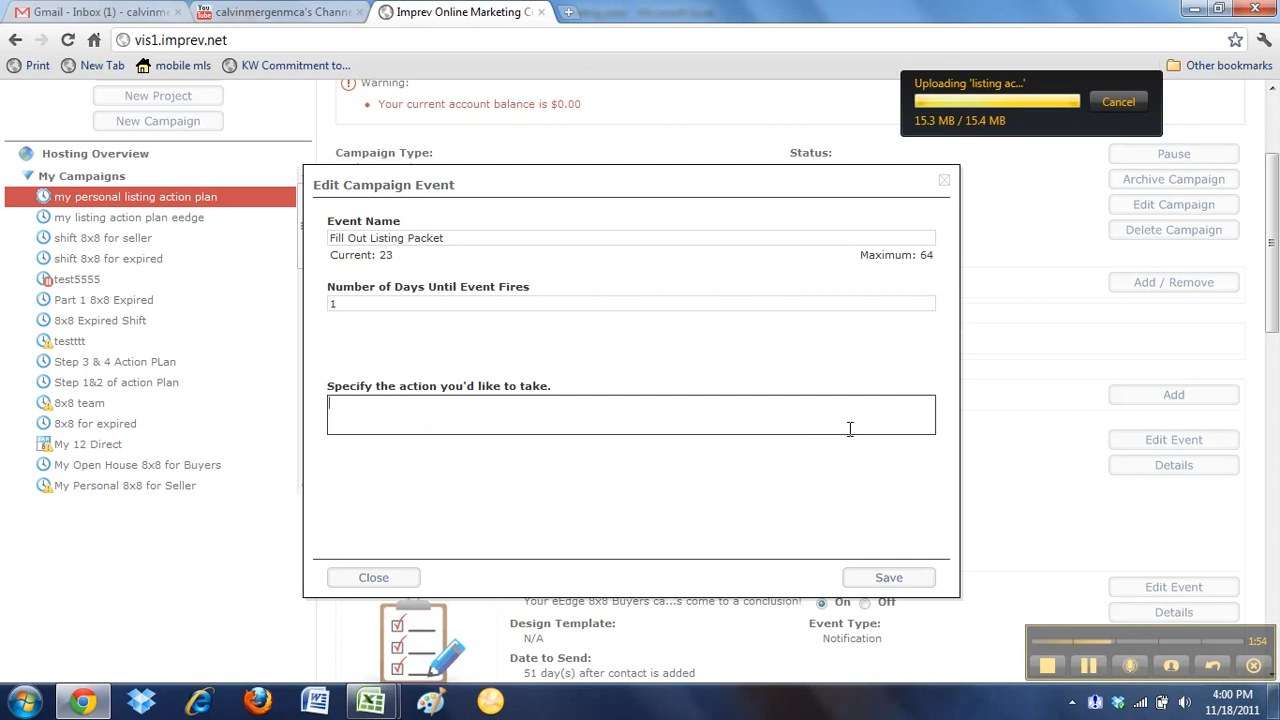 Gmail - Inbox (1) - calvinm
calvinmergenmca's Channe
Imprev Online Marketing C
vis1.imprev.net
Print
New Tab
mobile mls
KW Commitment to...
Other bookmarks
New Project
New Campaign
Warning:
Your current account balance is $0.00
Uploading 'listing ac...'
Cancel
15.3 MB / 15.4 MB
Hosting Overview
My Campaigns
my personal listing action plan
my listing action plan eedge
shift 8x8 for seller
shift 8x8 for expired
test5555
Part 1 8x8 Expired
8x8 Expired Shift
testttt
Step 3 & 4 Action PLan
Step 1&2 of action Plan
8x8 team
8x8 for expired
My 12 Direct
My Open House 8x8 for Buyers
My Personal 8x8 for Seller
Campaign Type:
Status:
Pause
Archive Campaign
Edit Campaign
Delete Campaign
Add / Remove
Add
Edit Event
Details
Edit Event
Details
Edit Campaign Event
Event Name
Fill Out Listing Packet
Current: 23
Maximum: 64
Number of Days Until Event Fires
1
Specify the action you'd like to take.
Close
Save
Your eEdge 8x8 Buyers ca...s come to a conclusion!
On
Off
Design Template:
N/A
Event Type:
Notification
Date to Send:
51 day(s) after contact is added
1:54
4:00 PM
11/18/2011